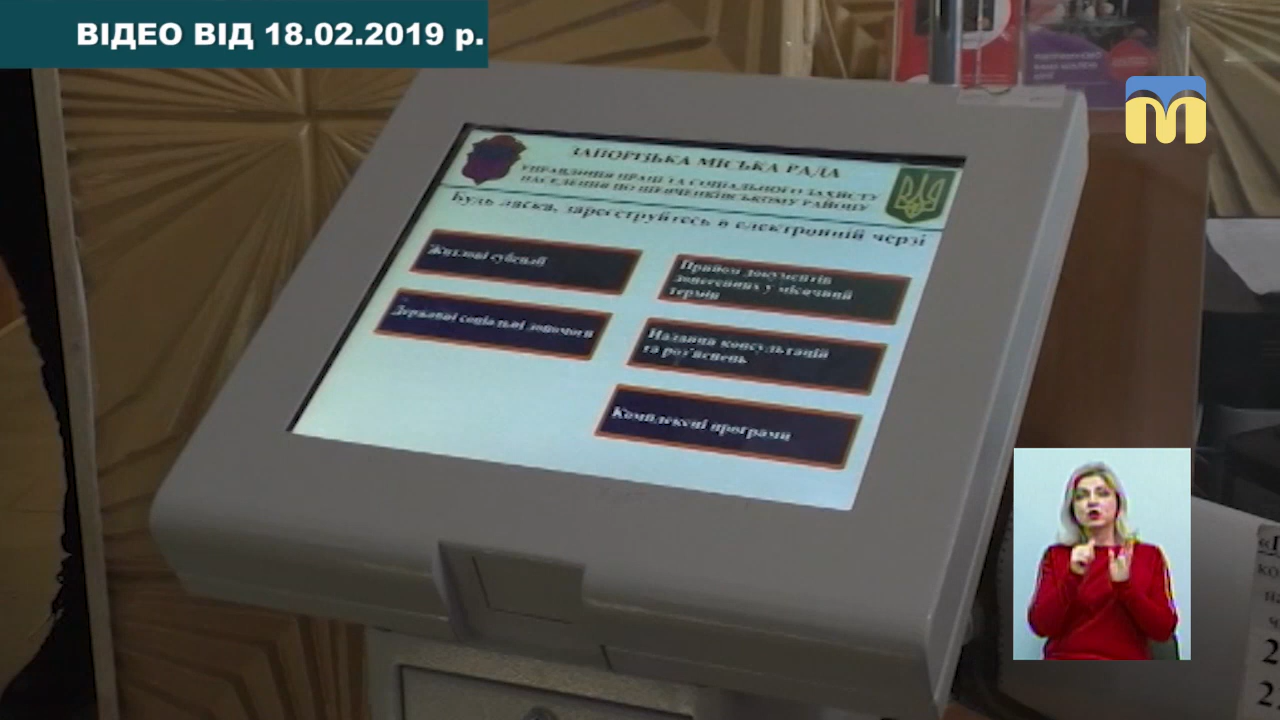 ВІДЕО ВІД 18.02.2019 р.
ЗАПОРІЗЬКА МІСЬКА РАДА
УПРАВЛІННЯ ПРАЦІ ТА СОЦІАЛЬНОГО ЗАХИСТУ
НАСЕЛЕННЯ ПО ШЕВЧЕНКІВСЬКОМУ РАЙОНУ
Будь ласка, зареєструйтесь в електронній черзі
Житлові субсидії
Прийом документів
донесених у місячний
термін
Державні соціальні допомоги
Надання консультацій
та роз'яснень
Комплексні програми